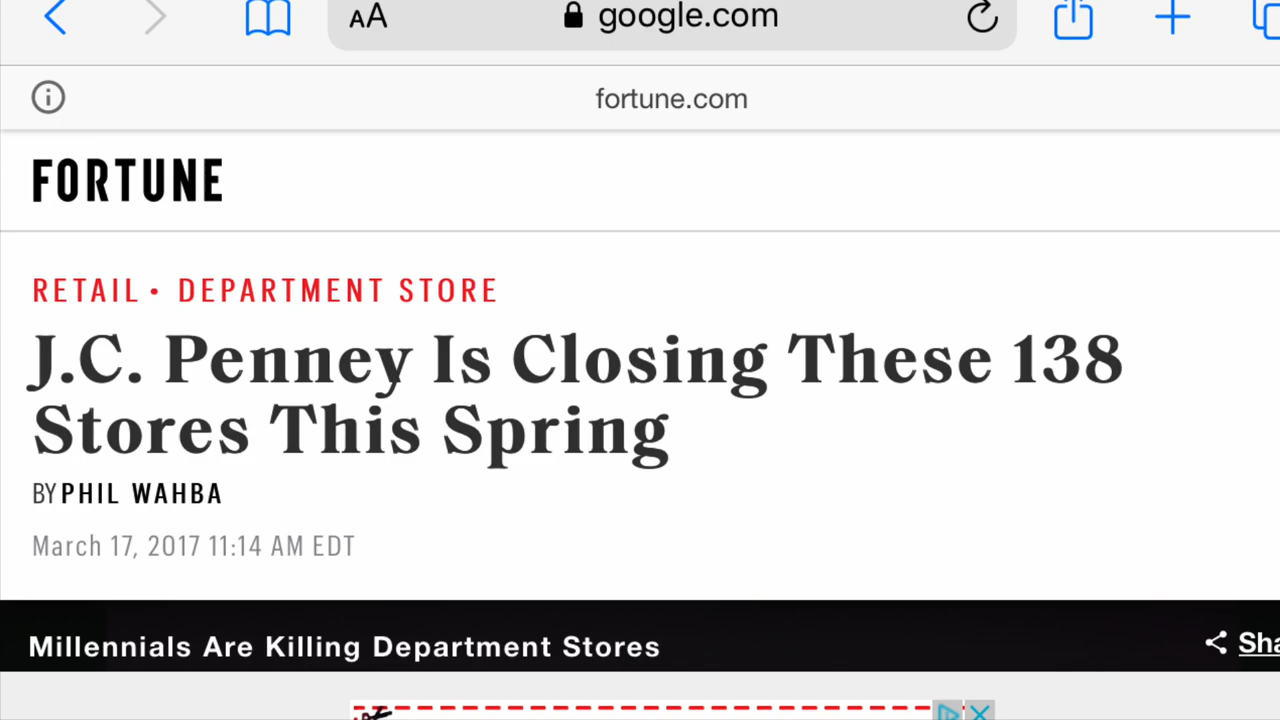 AA google.com
fortune.com
FORTUNE
RETAIL • DEPARTMENT STORE
J.C. Penney Is Closing These 138
Stores This Spring
BY PHIL WAHBA
March 17, 2017 11:14 AM EDT
Millennials Are Killing Department Stores